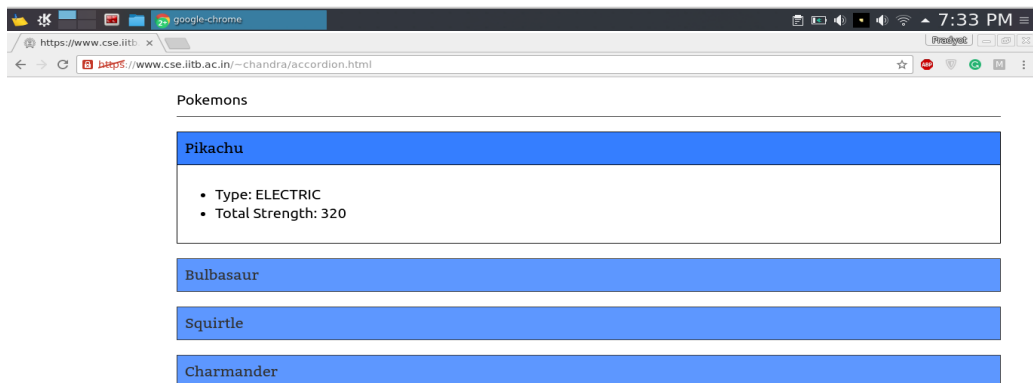 google-chrome
7:33 PM
https://www.cse.iitb
Pradyot
https://www.cse.iitb.ac.in/~chandra/accordion.html
ABP
M
Pokemons
Pikachu
• Type: ELECTRIC
• Total Strength: 320
Bulbasaur
Squirtle
Charmander